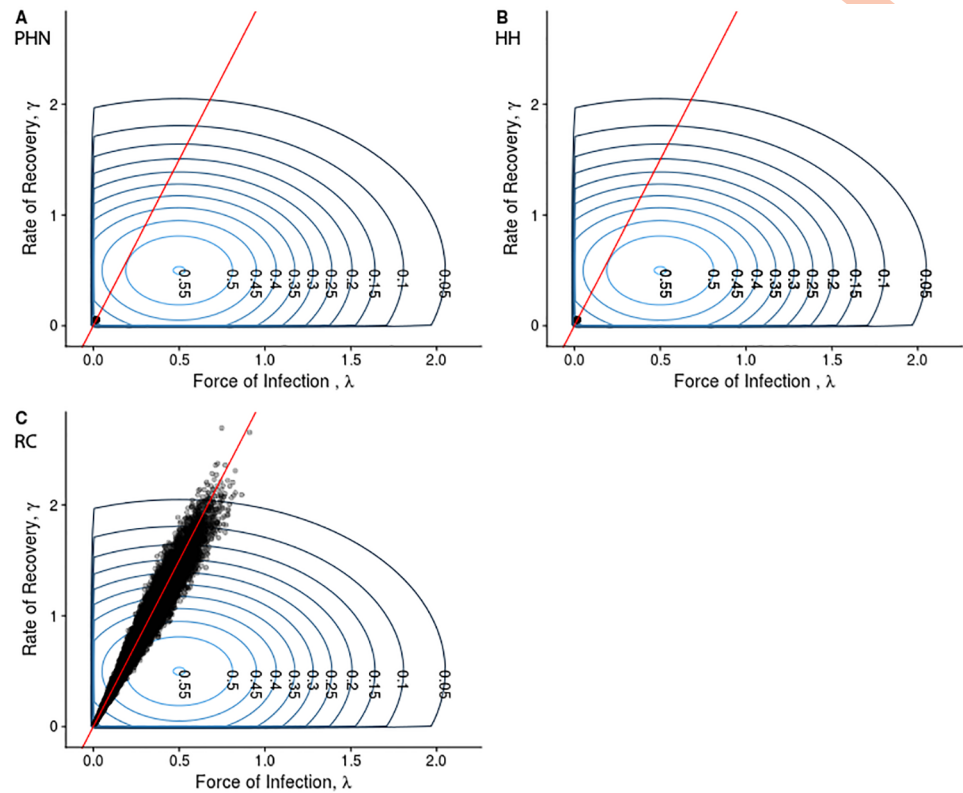 A
PHN
Rate of Recovery, γ
2
1
0
0.55
0.5
0.45
0.4
0.35
0.3
0.25
0.2
0.15
0.1
0.05
0.0 0.5 1.0 1.5 2.0
Force of Infection , λ
B
HH
Rate of Recovery, γ
2
1
0
0.55
0.5
0.45
0.4
0.35
0.3
0.25
0.2
0.15
0.1
0.05
0.0 0.5 1.0 1.5 2.0
Force of Infection , λ
C
RC
Rate of Recovery, γ
2
1
0
0.55
0.5
0.45
0.4
0.35
0.3
0.25
0.2
0.15
0.1
0.05
0.0 0.5 1.0 1.5 2.0
Force of Infection, λ